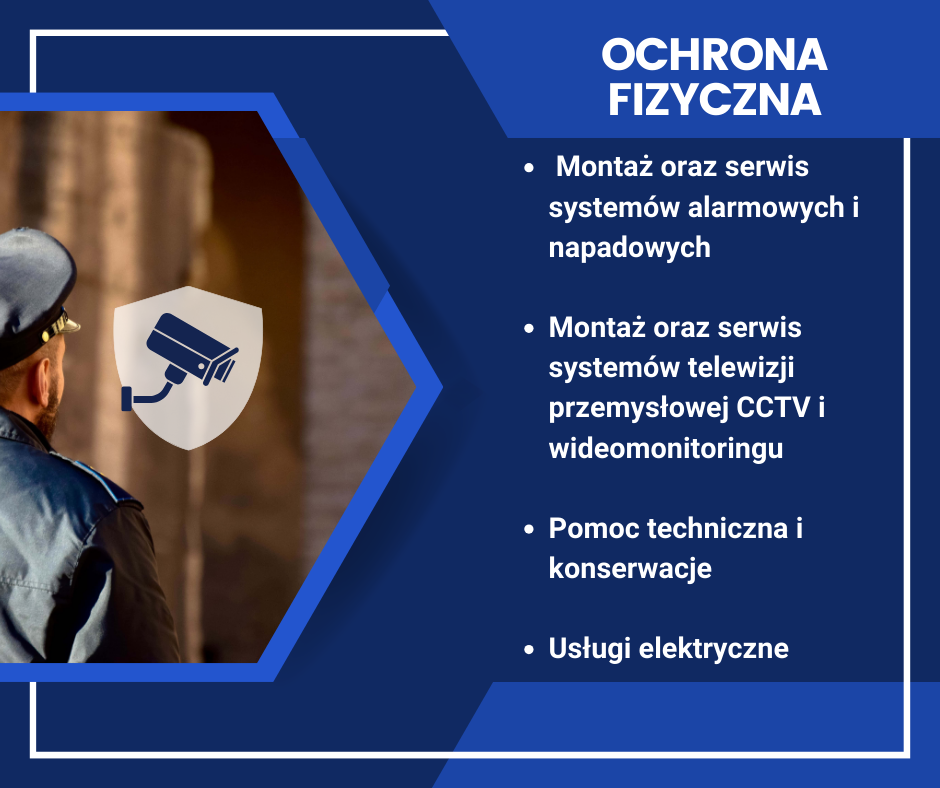 OCHRONA
FIZYCZNA
• Montaż oraz serwis
systemów alarmowych i
napadowych
• Montaż oraz serwis
systemów telewizji
przemysłowej CCTV i
wideomonitoringu
• Pomoc techniczna i
konserwacje
• Usługi elektryczne